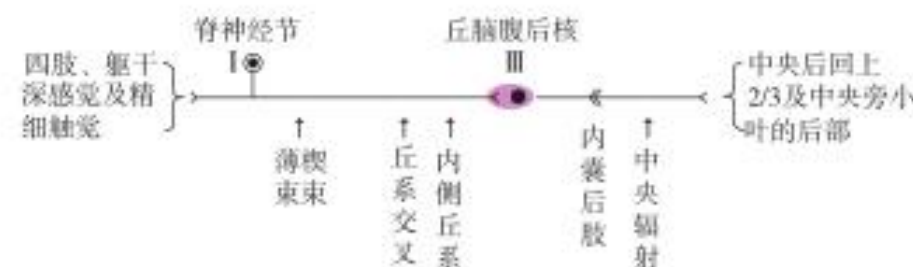 脊神经节
丘脑腹后核
Ⅰ
Ⅲ
四肢、躯干
深感觉及精
细触觉
中央后回上
2/3及中央旁小
叶的后部
薄楔
束束
丘系交叉
内侧丘系
内囊后肢
中央辐射